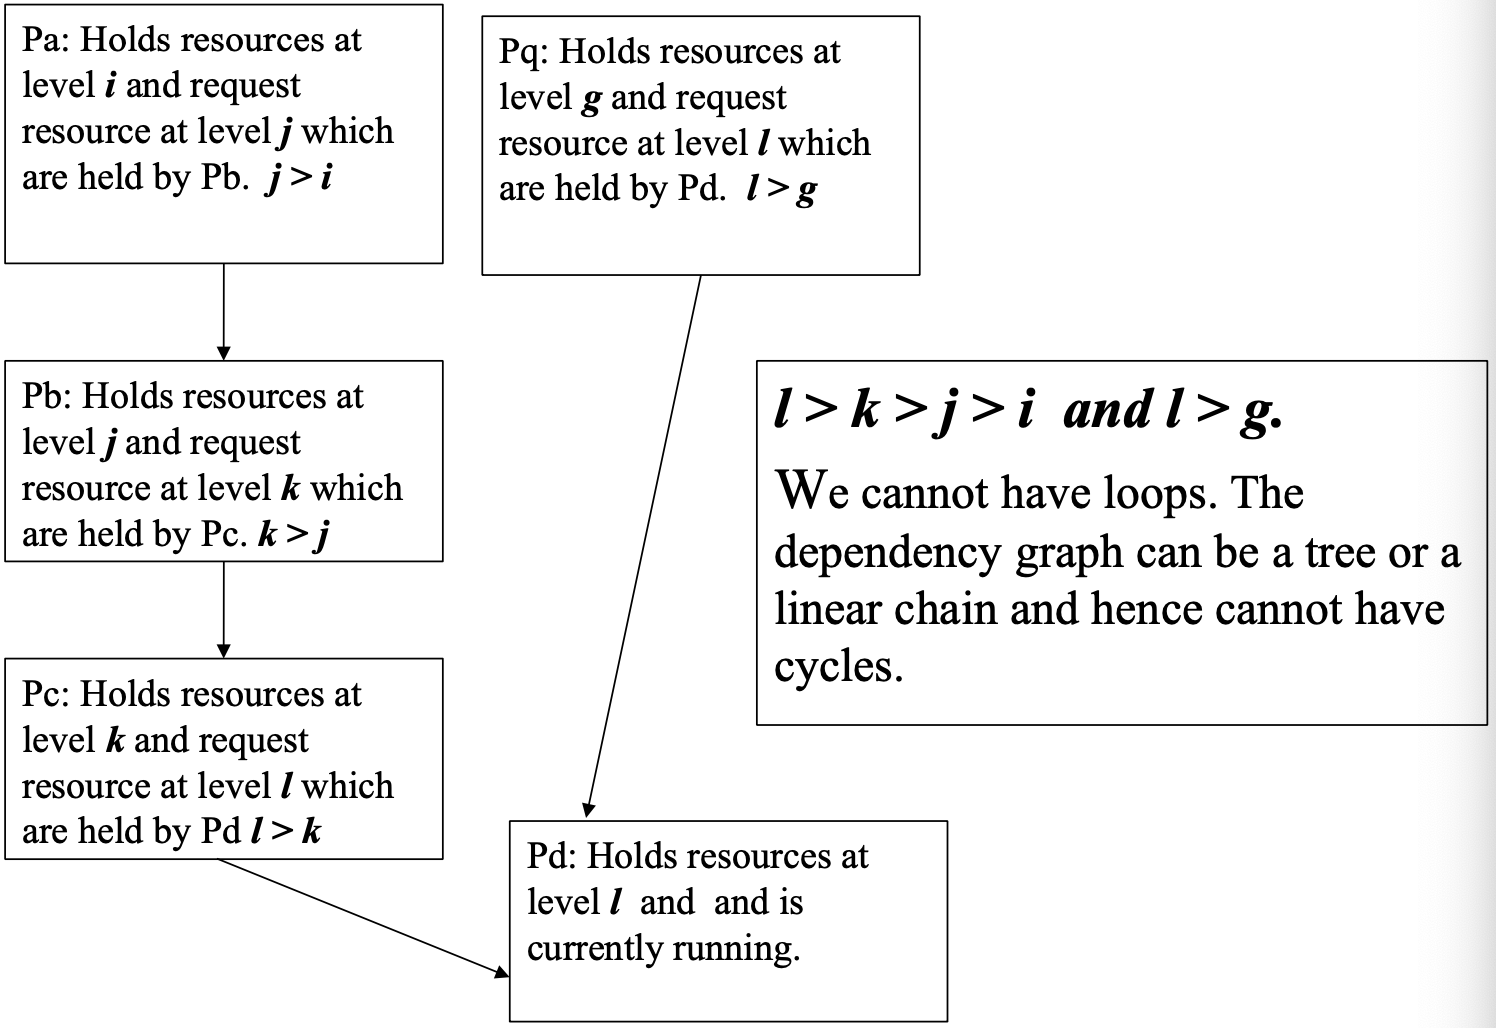 Pa: Holds resources at
level i and request
resource at level j which
are held by Pb. j > i
Pq: Holds resources at
level g and request
resource at level l which
are held by Pd. l > g
Pb: Holds resources at
level j and request
resource at level k which
are held by Pc. k > j
l > k > j > i and l > g.
We cannot have loops. The
dependency graph can be a tree or a
linear chain and hence cannot have
cycles.
Pc: Holds resources at
level k and request
resource at level l which
are held by Pd l > k
Pd: Holds resources at
level l and and is
currently running.